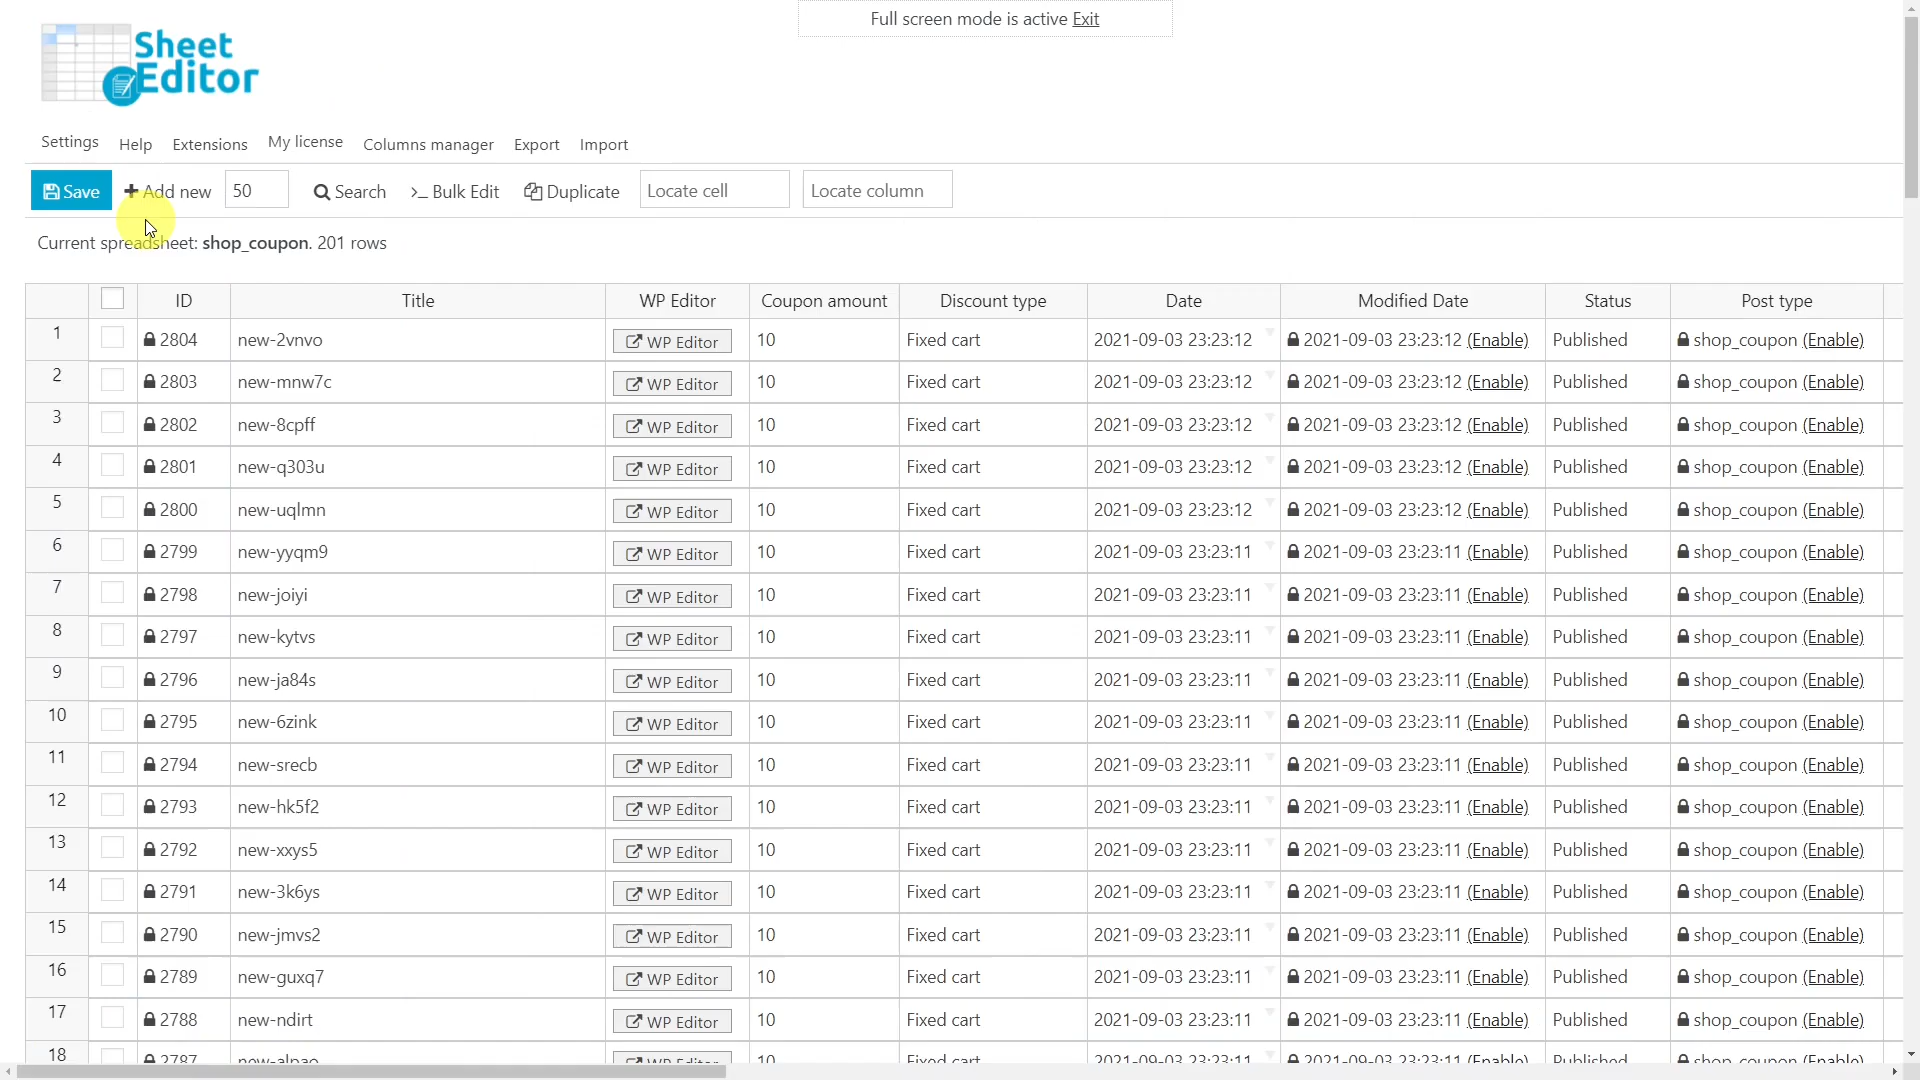 Full screen mode is active Exit
Sheet
Editor
Settings Help Extensions My license Columns manager Export Import
Save Add new 50 Search Bulk Edit Duplicate Locate cell Locate column
Current spreadsheet: shop_coupon. 201 rows
ID Title WP Editor Coupon amount Discount type Date Modified Date Status Post type
1 2804 new-2vnvo WP Editor 10 Fixed cart 2021-09-03 23:23:12 2021-09-03 23:23:12 (Enable) Published shop_coupon (Enable)
2 2803 new-mnw7c WP Editor 10 Fixed cart 2021-09-03 23:23:12 2021-09-03 23:23:12 (Enable) Published shop_coupon (Enable)
3 2802 new-8cpff WP Editor 10 Fixed cart 2021-09-03 23:23:12 2021-09-03 23:23:12 (Enable) Published shop_coupon (Enable)
4 2801 new-q303u WP Editor 10 Fixed cart 2021-09-03 23:23:12 2021-09-03 23:23:12 (Enable) Published shop_coupon (Enable)
5 2800 new-uqlmn WP Editor 10 Fixed cart 2021-09-03 23:23:12 2021-09-03 23:23:12 (Enable) Published shop_coupon (Enable)
6 2799 new-yyqm9 WP Editor 10 Fixed cart 2021-09-03 23:23:11 2021-09-03 23:23:11 (Enable) Published shop_coupon (Enable)
7 2798 new-joiyi WP Editor 10 Fixed cart 2021-09-03 23:23:11 2021-09-03 23:23:11 (Enable) Published shop_coupon (Enable)
8 2797 new-kytvs WP Editor 10 Fixed cart 2021-09-03 23:23:11 2021-09-03 23:23:11 (Enable) Published shop_coupon (Enable)
9 2796 new-ja84s WP Editor 10 Fixed cart 2021-09-03 23:23:11 2021-09-03 23:23:11 (Enable) Published shop_coupon (Enable)
10 2795 new-6zink WP Editor 10 Fixed cart 2021-09-03 23:23:11 2021-09-03 23:23:11 (Enable) Published shop_coupon (Enable)
11 2794 new-srecb WP Editor 10 Fixed cart 2021-09-03 23:23:11 2021-09-03 23:23:11 (Enable) Published shop_coupon (Enable)
12 2793 new-hk5f2 WP Editor 10 Fixed cart 2021-09-03 23:23:11 2021-09-03 23:23:11 (Enable) Published shop_coupon (Enable)
13 2792 new-xxys5 WP Editor 10 Fixed cart 2021-09-03 23:23:11 2021-09-03 23:23:11 (Enable) Published shop_coupon (Enable)
14 2791 new-3k6ys WP Editor 10 Fixed cart 2021-09-03 23:23:11 2021-09-03 23:23:11 (Enable) Published shop_coupon (Enable)
15 2790 new-jmvs2 WP Editor 10 Fixed cart 2021-09-03 23:23:11 2021-09-03 23:23:11 (Enable) Published shop_coupon (Enable)
16 2789 new-guxq7 WP Editor 10 Fixed cart 2021-09-03 23:23:11 2021-09-03 23:23:11 (Enable) Published shop_coupon (Enable)
17 2788 new-ndirt WP Editor 10 Fixed cart 2021-09-03 23:23:11 2021-09-03 23:23:11 (Enable) Published shop_coupon (Enable)
18 2787 WP Editor 10 Fixed cart 2021-09-03 23:23:11 2021-09-03 23:23:11 (Enable) Published shop_coupon (Enable)